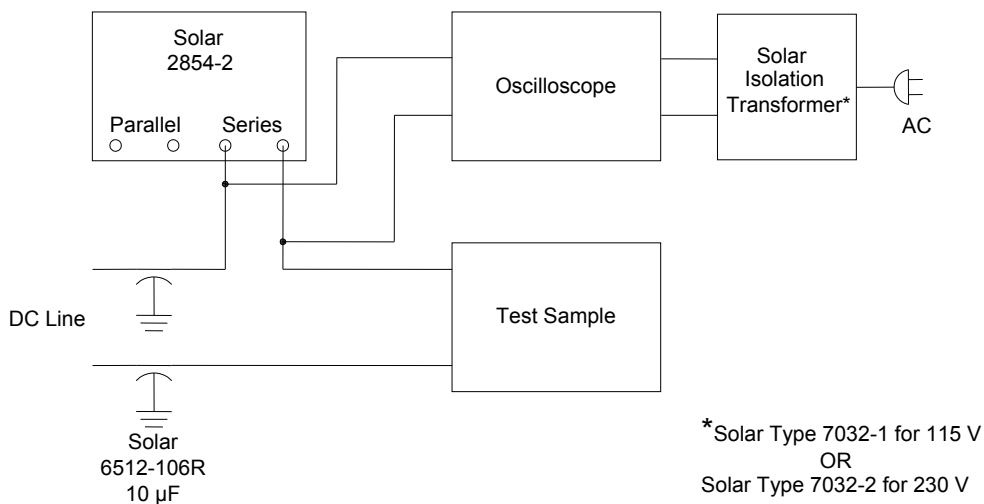 Solar
2854-2
Parallel
Series
Oscilloscope
Solar
Isolation
Transformer*
AC
DC Line
Test Sample
Solar
6512-106R
10 µF
*Solar Type 7032-1 for 115 V
OR
Solar Type 7032-2 for 230 V